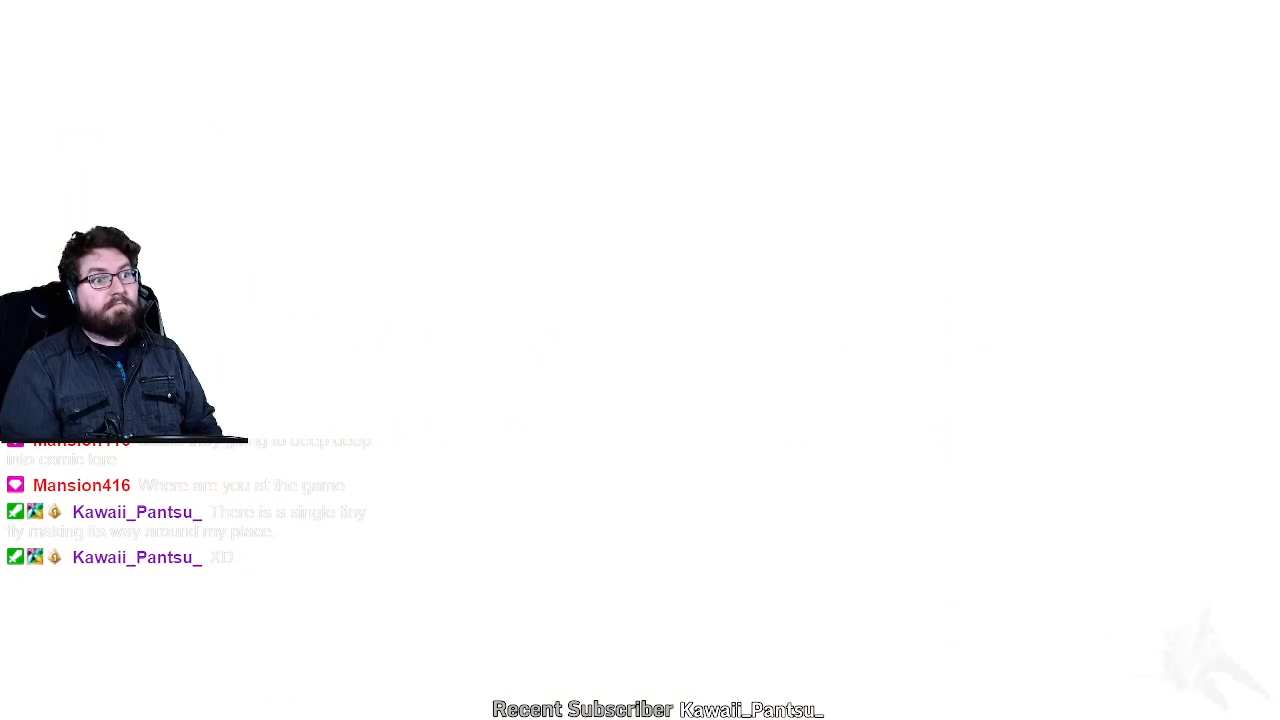 into comic lore
Mansion416 Where are you at the game
Kawaii_Pantsu_ There is a single tiny
fly making its way around my place.
Kawaii_Pantsu_ XD
Recent Subscriber Kawaii_Pantsu_